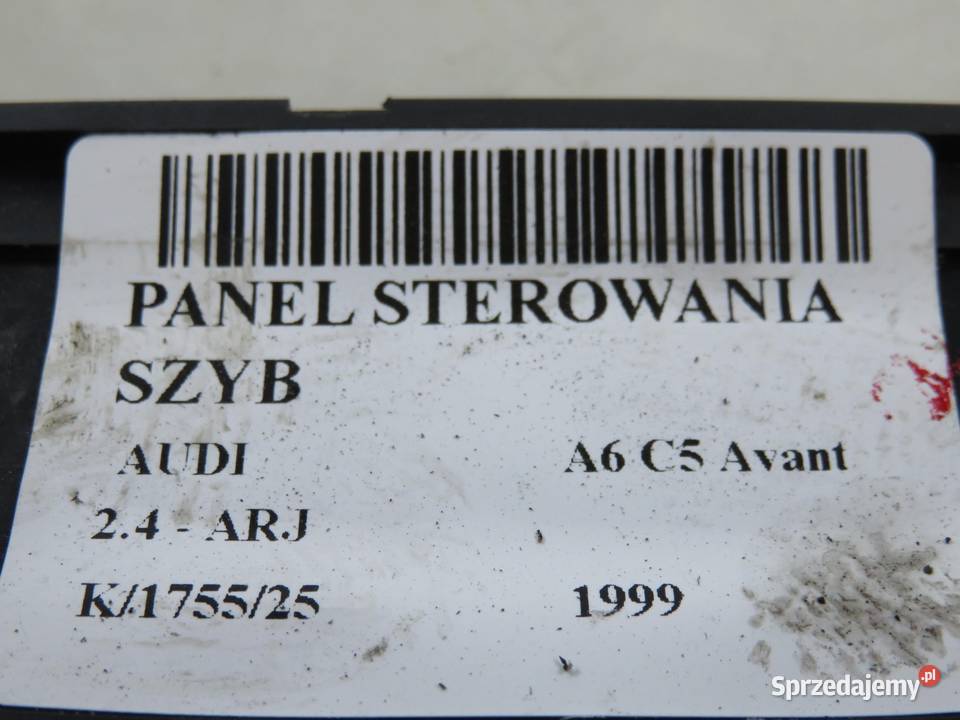 PANEL STEROWANIA
SZYB
AUDI A6 C5 Avant
2.4 - ARJ
K/1755/25 1999
Sprzedajemy.pl